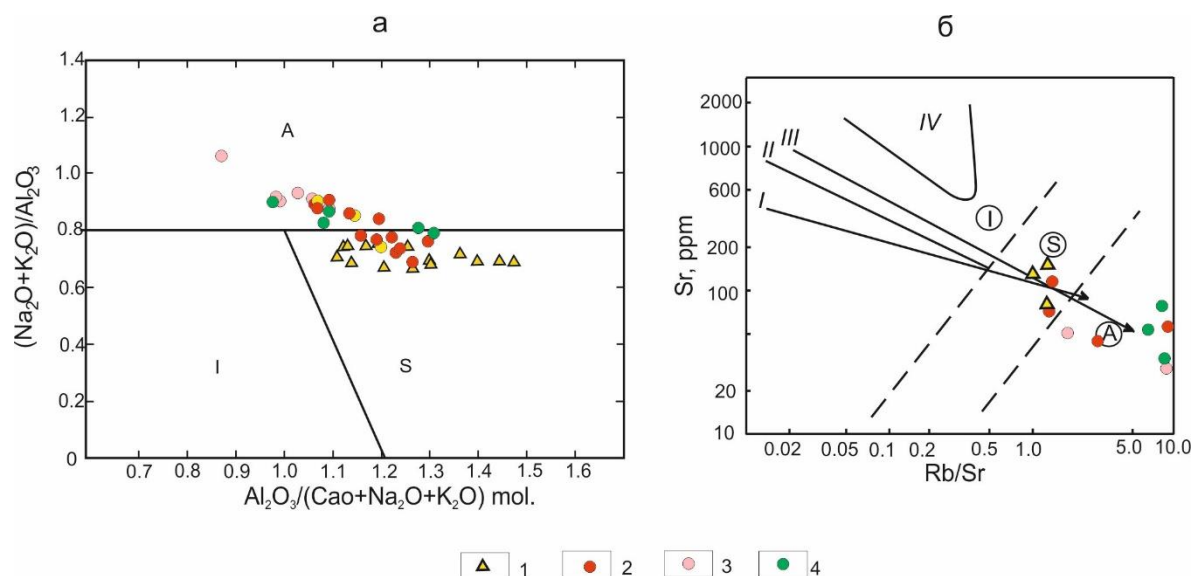 а
1.4
1.2
1.0
0.8
0.6
0.4
0.2
0
A
I
S
(Na₂O+K₂O)/Al₂O₃
0.7 0.8 0.9 1.0 1.1 1.2 1.3 1.4 1.5 1.6
Al₂O₃/(Cao+Na₂O+K₂O) mol.
б
2000
1000
600
200
100
20
10
Sr, ppm
IV
III
II
I
I
S
A
0.02 0.05 0.1 0.2 0.5 1.0 5.0 10.0
Rb/Sr
1 2 3 4